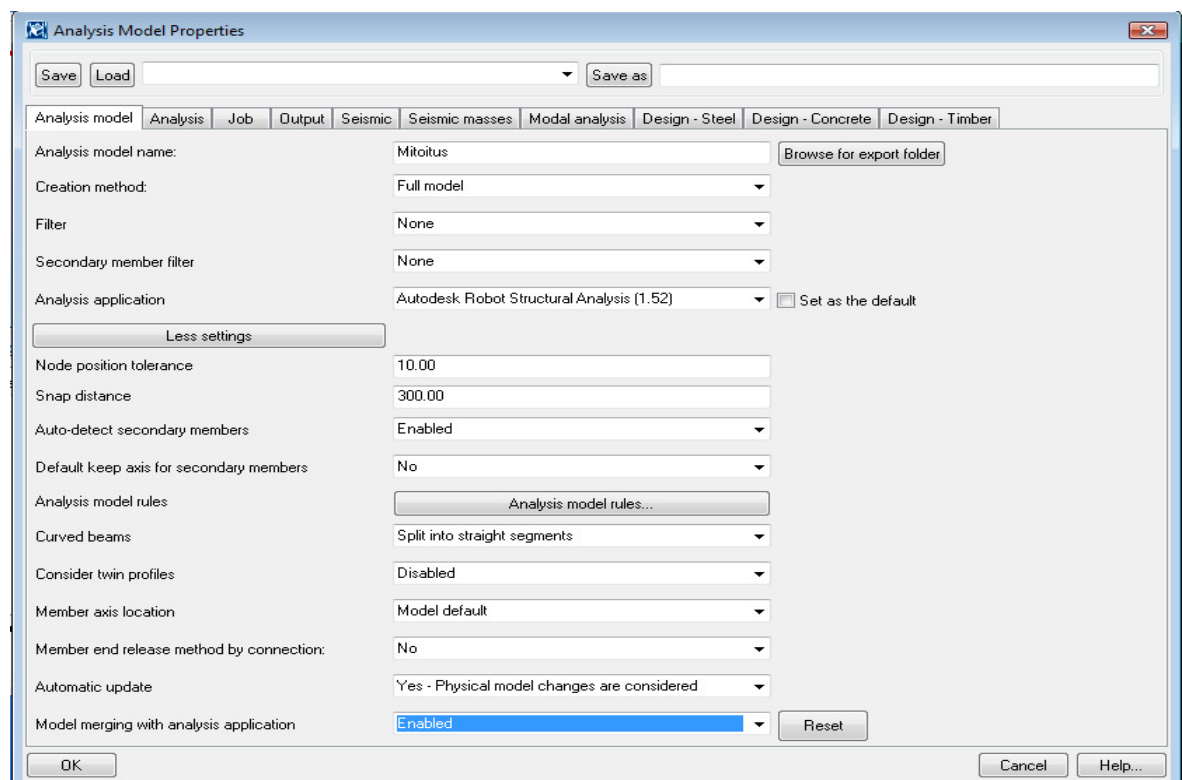 Analysis Model Properties
Save Load Save as
Analysis model Analysis Job Output Seismic Seismic masses Modal analysis Design - Steel Design - Concrete Design - Timber
Analysis model name: Mitoitus Browse for export folder
Creation method: Full model
Filter None
Secondary member filter None
Analysis application Autodesk Robot Structural Analysis (1.52) Set as the default
Less settings
Node position tolerance 10.00
Snap distance 300.00
Auto-detect secondary members Enabled
Default keep axis for secondary members No
Analysis model rules Analysis model rules...
Curved beams Split into straight segments
Consider twin profiles Disabled
Member axis location Model default
Member end release method by connection: No
Automatic update Yes - Physical model changes are considered
Model merging with analysis application Enabled Reset
OK Cancel Help...